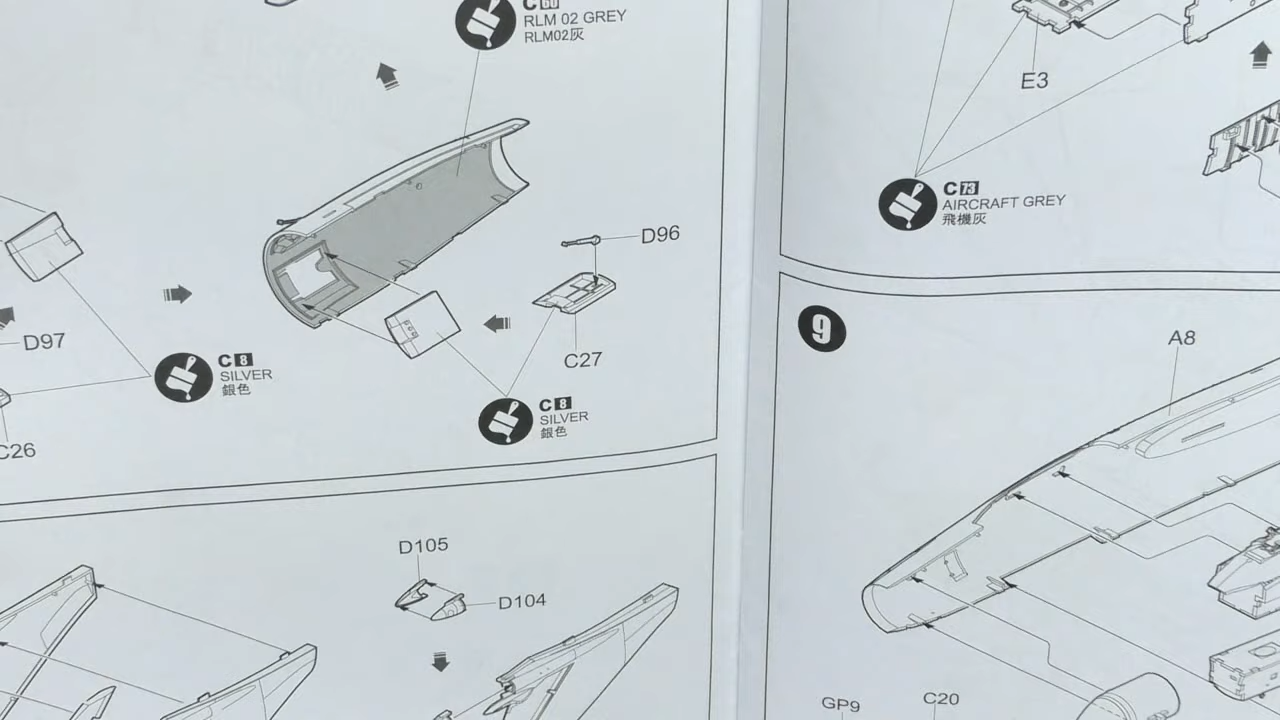 C 60
RLM 02 GREY
RLM02灰
D96
C27
D97
C 8
SILVER
銀色
C26
C 8
SILVER
銀色
D105
D104
E3
C 73
AIRCRAFT GREY
飛機灰
9
A8
GP9
C20